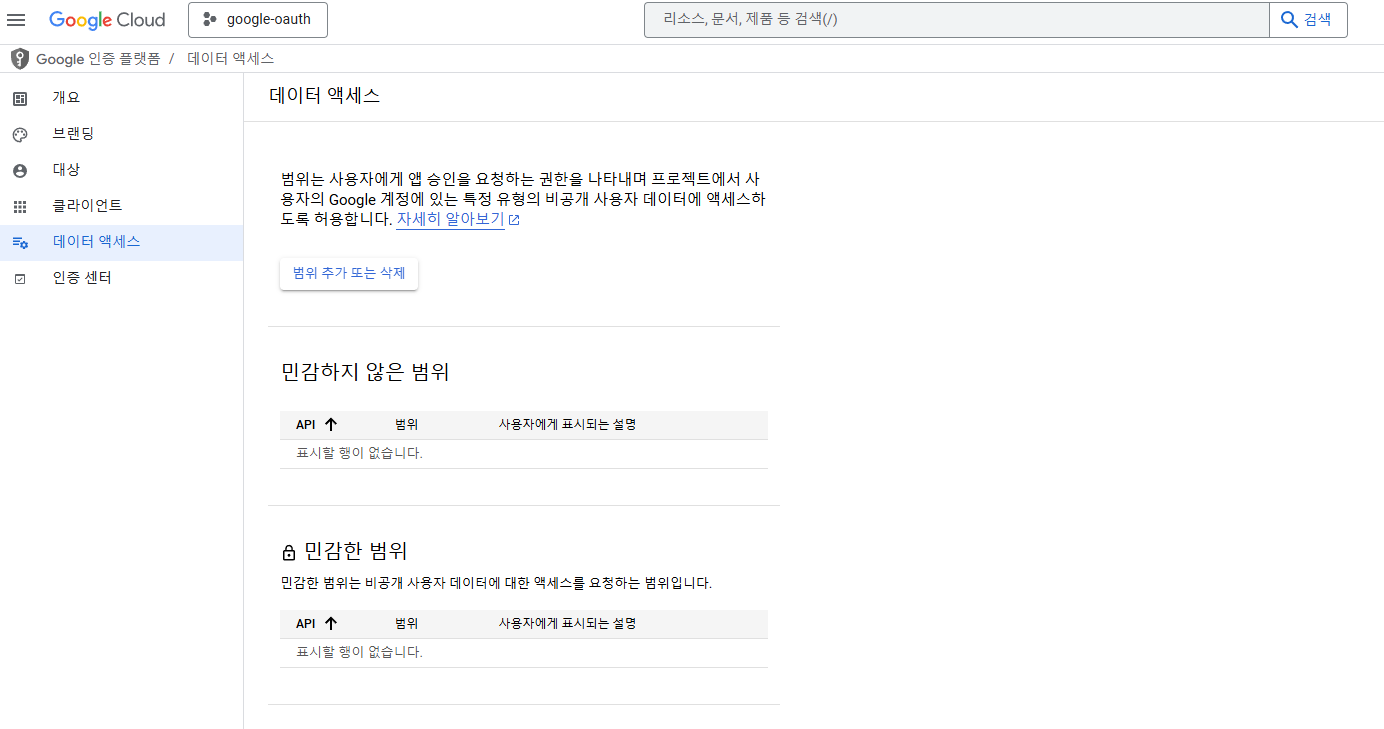 Google Cloud
google-oauth
리소스, 문서, 제품 등 검색(/)
검색
Google 인증 플랫폼 / 데이터 액세스
개요
브랜딩
대상
클라이언트
데이터 액세스
인증 센터
데이터 액세스
범위는 사용자에게 앱 승인을 요청하는 권한을 나타내며 프로젝트에서 사
용자의 Google 계정에 있는 특정 유형의 비공개 사용자 데이터에 액세스하
도록 허용합니다. 자세히 알아보기
범위 추가 또는 삭제
민감하지 않은 범위
API 범위 사용자에게 표시되는 설명
표시할 행이 없습니다.
민감한 범위
민감한 범위는 비공개 사용자 데이터에 대한 액세스를 요청하는 범위입니다.
API 범위 사용자에게 표시되는 설명
표시할 행이 없습니다.